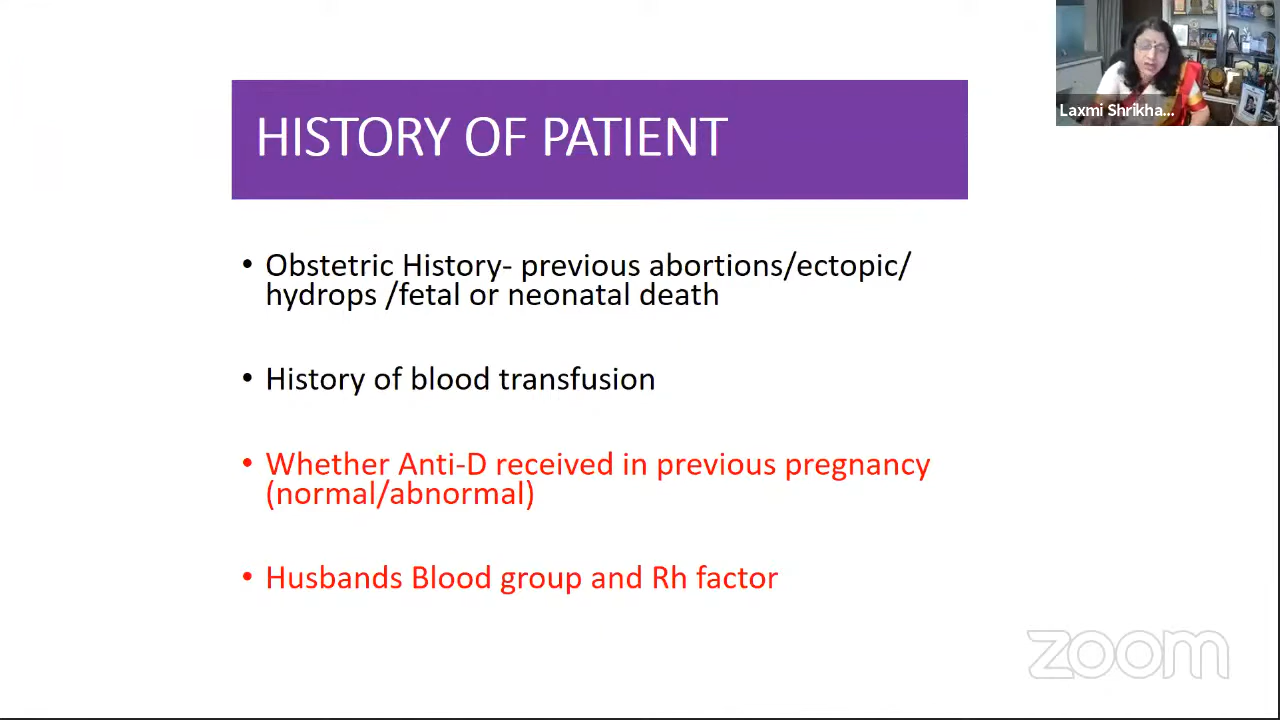 HISTORY OF PATIENT
Laxmi Shrikha...
• Obstetric History- previous abortions/ectopic/
hydrops /fetal or neonatal death
• History of blood transfusion
• Whether Anti-D received in previous pregnancy
(normal/abnormal)
• Husbands Blood group and Rh factor
zoom